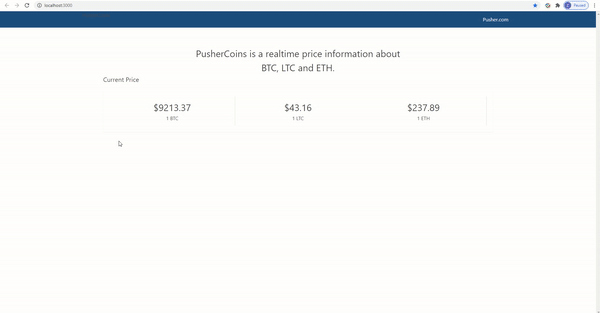 localhost:3000
Paused
Pusher.com
PusherCoins is a realtime price information about
BTC, LTC and ETH.
Current Price
$9213.37
$43.16
$237.89
1 BTC
1 LTC
1 ETH